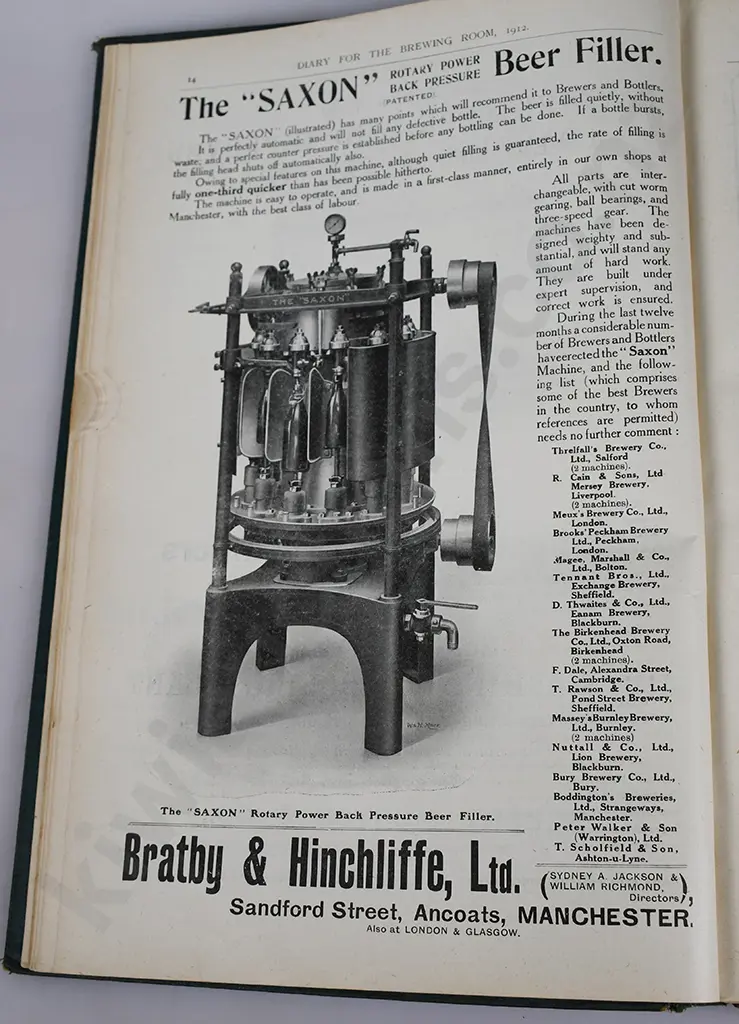 14
DIARY FOR THE BREWING ROOM, 1912.
The "SAXON" ROTARY POWER BACK PRESSURE (PATENTED) Beer Filler.
The "SAXON" (illustrated) has many points which will recommend it to Brewers and Bottlers.
It is perfectly automatic and will not fill any defective bottle. The beer is filled quietly, without
waste, and a perfect counter pressure is established before any bottling can be done. If a bottle bursts,
the filling head shuts off automatically also.
Owing to special features on this machine, although quiet filling is guaranteed, the rate of filling is
fully one-third quicker than has been possible hitherto.
The machine is easy to operate, and is made in a first-class manner, entirely in our own shops at
Manchester, with the best class of labour.
All parts are inter-
changeable, with cut worm
gearing, ball bearings, and
three-speed gear. The
machines have been de-
signed weighty and sub-
stantial, and will stand any
amount of hard work.
They are built under
expert supervision, and
correct work is ensured.
During the last twelve
months a considerable num-
ber of Brewers and Bottlers
have erected the "Saxon"
Machine, and the follow-
ing list (which comprises
some of the best Brewers
in the country, to whom
references are permitted)
needs no further comment :
Threlfall's Brewery Co.,
Ltd., Salford
(2 machines).
R. Cain & Sons, Ltd
Mersey Brewery,
Liverpool.
(2 machines).
Meux's Brewery Co., Ltd.,
London.
Brooks' Peckham Brewery
Ltd., Peckham,
London.
Magee, Marshall & Co.,
Ltd., Bolton.
Tennant Bros., Ltd.,
Exchange Brewery,
Sheffield.
D. Thwaites & Co., Ltd.,
Eanam Brewery,
Blackburn.
The Birkenhead Brewery
Co., Ltd., Oxton Road,
Birkenhead
(2 machines).
F. Dale, Alexandra Street,
Cambridge.
T. Rawson & Co., Ltd.,
Pond Street Brewery,
Sheffield.
Massey's Burnley Brewery,
Ltd., Burnley.
(2 machines)
Nuttall & Co., Ltd.,
Lion Brewery,
Blackburn.
Bury Brewery Co., Ltd.,
Bury.
Boddington's Breweries,
Ltd., Strangeways,
Manchester.
Peter Walker & Son
(Warrington), Ltd.
T. Scholfield & Son,
Ashton-u-Lyne.
THE "SAXON"
The "SAXON" Rotary Power Back Pressure Beer Filler.
Bratby & Hinchliffe, Ltd. (SYDNEY A. JACKSON & WILLIAM RICHMOND, Directors),
Sandford Street, Ancoats, MANCHESTER.
Also at LONDON & GLASGOW.